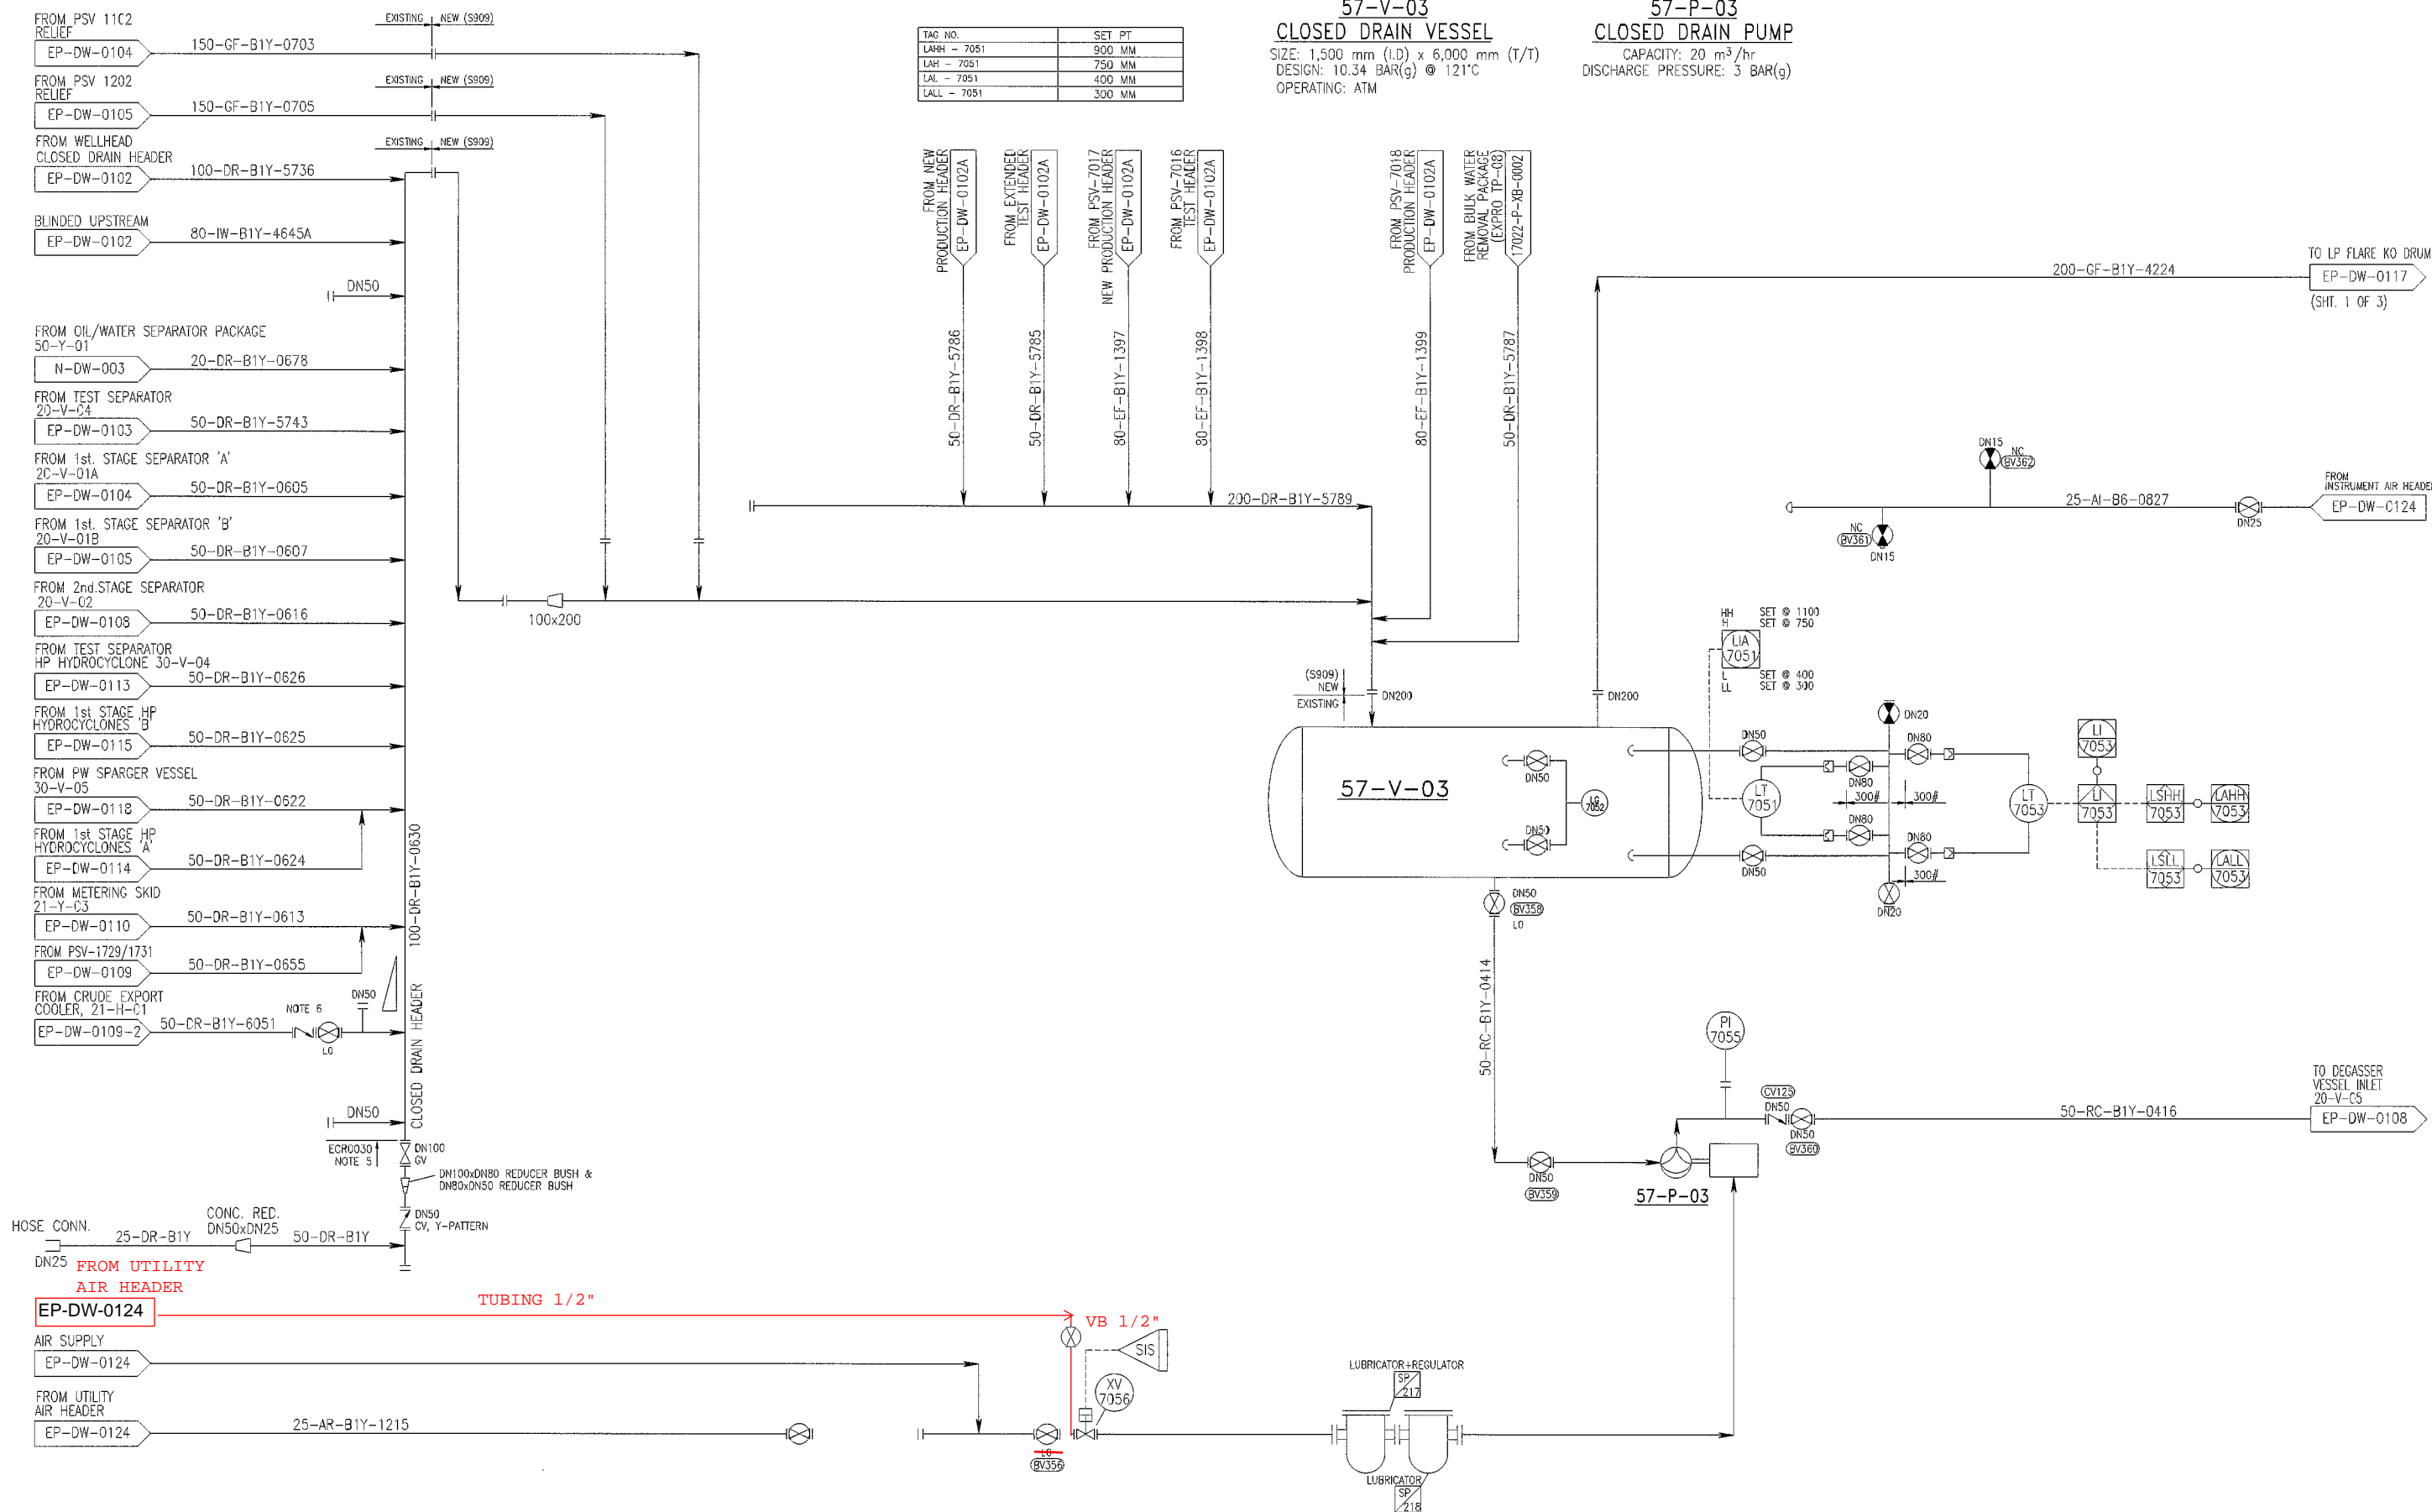 FROM PSV 11C2
RELIEF
EP-DW-0104
150-GF-B1Y-0703
EXISTING
NEW (S909)
FROM PSV 1202
RELIEF
EP-DW-0105
150-GF-B1Y-0705
EXISTING
NEW (S909)
FROM WELLHEAD
CLOSED DRAIN HEADER
EP-DW-0102
100-DR-B1Y-5736
EXISTING
NEW (S909)
BLINDED UPSTREAM
EP-DW-0102
80-IW-B1Y-4645A
DN50
FROM OIL/WATER SEPARATOR PACKAGE
50-Y-01
N-DW-003
20-DR-B1Y-0678
FROM TEST SEPARATOR
20-V-C4
EP-DW-0103
50-DR-B1Y-5743
FROM 1st. STAGE SEPARATOR 'A'
2C-V-01A
EP-DW-0104
50-DR-B1Y-0605
FROM 1st. STAGE SEPARATOR 'B'
20-V-01B
EP-DW-0105
50-DR-B1Y-0607
FROM 2nd.STAGE SEPARATOR
20-V-02
EP-DW-0108
50-DR-B1Y-0616
FROM TEST SEPARATOR
HP HYDROCYCLONE 30-V-04
EP-DW-0113
50-DR-B1Y-0626
FROM 1st STAGE HP
HYDROCYCLONES 'B'
EP-DW-0115
50-DR-B1Y-0625
FROM PW SPARGER VESSEL
30-V-05
EP-DW-0118
50-DR-B1Y-0622
FROM 1st STAGE HP
HYDROCYCLONES 'A'
EP-DW-0114
50-DR-B1Y-0624
FROM METERING SKID
21-Y-C3
EP-DW-0110
50-DR-B1Y-0613
FROM PSV-1729/1731
EP-DW-0109
50-DR-B1Y-0655
FROM CRUDE EXPORT
COOLER, 21-H-C1
EP-DW-0109-2
50-DR-B1Y-6051
NOTE 6
LO
DN50
100-DR-B1Y-0630
CLOSED DRAIN HEADER
DN50
ECR0030
NOTE 5
DN100
GV
DN100xDN80 REDUCER BUSH &
DN80xDN50 REDUCER BUSH
DN50
CV, Y-PATTERN
HOSE CONN.
DN25
25-DR-B1Y
CONC. RED.
DN50xDN25
50-DR-B1Y
FROM UTILITY
AIR HEADER
EP-DW-0124
TUBING 1/2"
VB 1/2"
AIR SUPPLY
EP-DW-0124
FROM UTILITY
AIR HEADER
EP-DW-0124
25-AR-B1Y-1215
LO
BV356
SIS
XV
7056
LUBRICATOR+REGULATOR
SP
217
LUBRICATOR
SP
218
100x200
TAG NO.
SET PT
LAHH - 7051
900 MM
LAH - 7051
750 MM
LAL - 7051
400 MM
LALL - 7051
300 MM
57-V-03
CLOSED DRAIN VESSEL
SIZE: 1,500 mm (I.D) x 6,000 mm (T/T)
DESIGN: 10.34 BAR(g) @ 121°C
OPERATING: ATM
57-P-03
CLOSED DRAIN PUMP
CAPACITY: 20 m³/hr
DISCHARGE PRESSURE: 3 BAR(g)
FROM NEW
PRODUCTION HEADER
EP-DW-0102A
50-DR-B1Y-5786
FROM EXTENDED
TEST HEADER
EP-DW-0102A
50-DR-B1Y-5785
FROM PSV-7017
NEW PRODUCTION HEADER
EP-DW-0102A
80-EF-B1Y-1397
FROM PSV-7016
TEST HEADER
EP-DW-0102A
80-EF-B1Y-1398
FROM PSV-7018
PRODUCTION HEADER
EP-DW-0102A
80-EF-B1Y-1399
FROM BULK WATER
REMOVAL PACKAGE
(EXPRO TP-08)
17022-P-XB-0002
50-DR-B1Y-5787
200-DR-B1Y-5789
200-GF-B1Y-4224
TO LP FLARE KO DRUM
EP-DW-0117
(SHT. 1 OF 3)
DN15
NC
BV362
25-AI-B6-0827
NC
BV361
DN15
DN25
FROM
INSTRUMENT AIR HEADER
EP-DW-C124
(S909)
NEW
EXISTING
DN200
DN200
HH SET @ 1100
H SET @ 750
LIA
7051
L SET @ 400
LL SET @ 300
57-V-03
DN50
LG
7052
DN50
DN50
DN50
LT
7051
DN20
DN80
DN80
300#
300#
DN80
DN80
300#
DN20
LT
7053
LI
7053
LI
7053
LSHH
7053
LAHH
7053
LSLL
7053
LALL
7053
DN50
BV358
LO
50-RC-B1Y-0414
DN50
BV359
PI
7055
57-P-03
CV125
DN50
DN50
BV360
50-RC-B1Y-0416
TO DEGASSER
VESSEL INLET
20-V-C5
EP-DW-0108